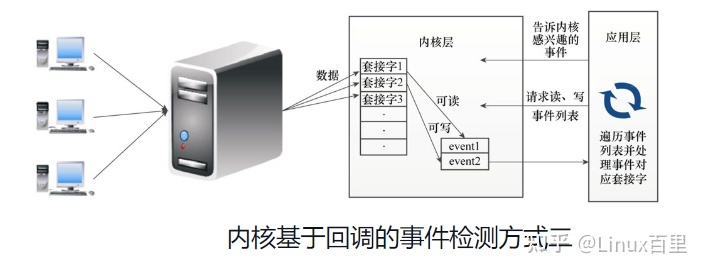 数据
内核层
套接字1
套接字2
套接字3
可读
可写
event1
event2
告诉内核
感兴趣的
事件
请求读、写
事件列表
应用层
遍历事件
列表并处
理事件对
应套接字
内核基于回调的事件检测方式二
知乎 @Linux百里